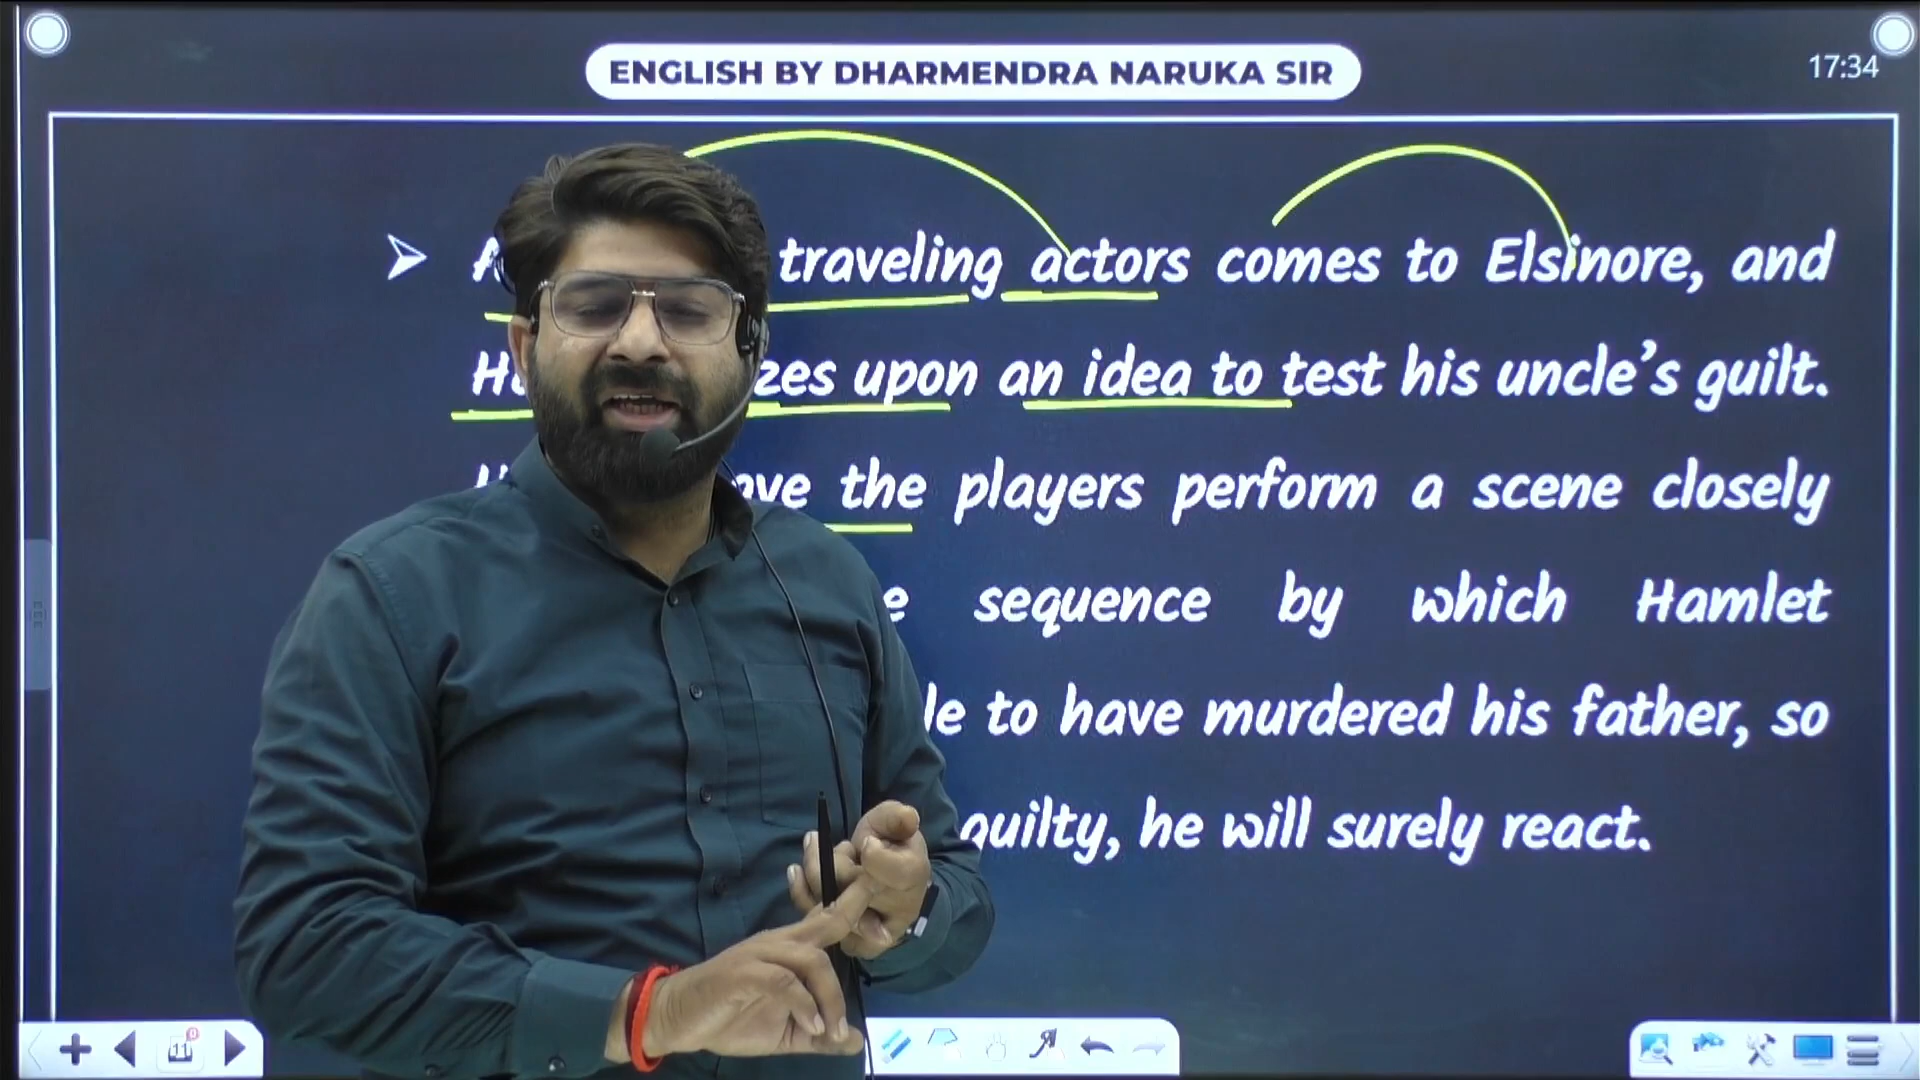 ENGLISH BY DHARMENDRA NARUKA SIR
17:34
traveling actors comes to Elsinore, and
upon an idea to test his uncle's guilt.
the players perform a scene closely
sequence by which Hamlet
to have murdered his father, so
guilty, he will surely react.
11